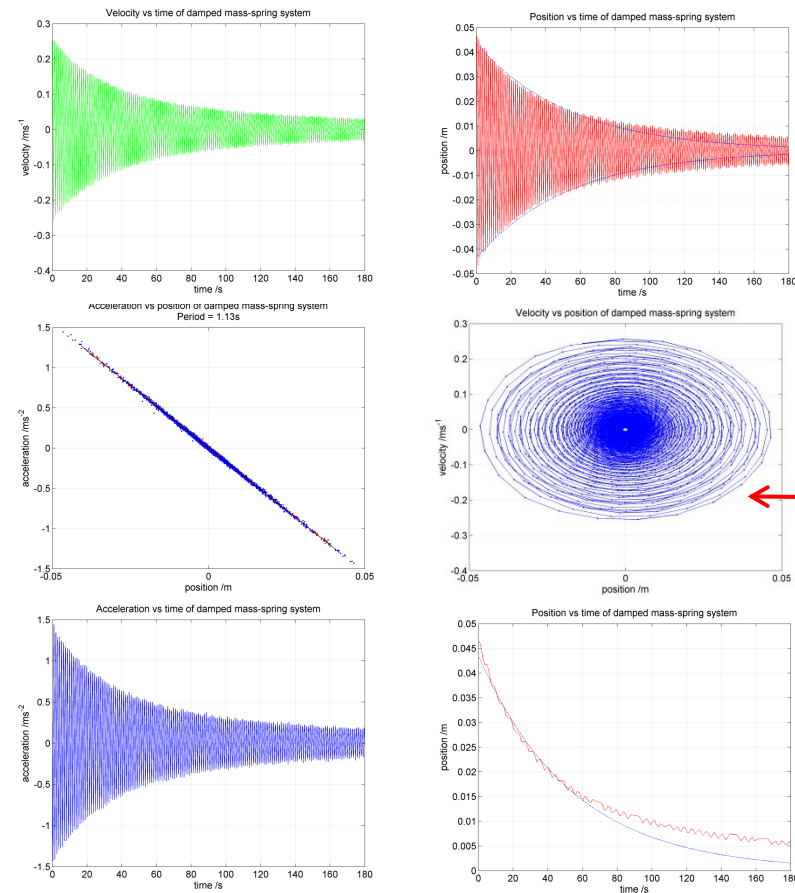 Velocity vs time of damped mass-spring system
0.3
0.2
0.1
0
-0.1
-0.2
-0.3
-0.4
velocity /ms-1
0 20 40 60 80 100 120 140 160 180
time /s
Position vs time of damped mass-spring system
0.05
0.04
0.03
0.02
0.01
0
-0.01
-0.02
-0.03
-0.04
-0.05
position /m
0 20 40 60 80 100 120 140 160 180
time /s
Acceleration vs position of damped mass-spring system
Period = 1.13s
1.5
1
0.5
0
-0.5
-1
-1.5
acceleration /ms-2
-0.05 0 0.05
position /m
Velocity vs position of damped mass-spring system
0.3
0.2
0.1
0
-0.1
-0.2
-0.3
-0.4
velocity /ms-1
-0.05 0 0.05
position /m
Acceleration vs time of damped mass-spring system
1.5
1
0.5
0
-0.5
-1
-1.5
acceleration /ms-2
0 20 40 60 80 100 120 140 160 180
time /s
Position vs time of damped mass-spring system
0.05
0.045
0.04
0.035
0.03
0.025
0.02
0.015
0.01
0.005
0
position /m
0 20 40 60 80 100 120 140 160 180
time /s